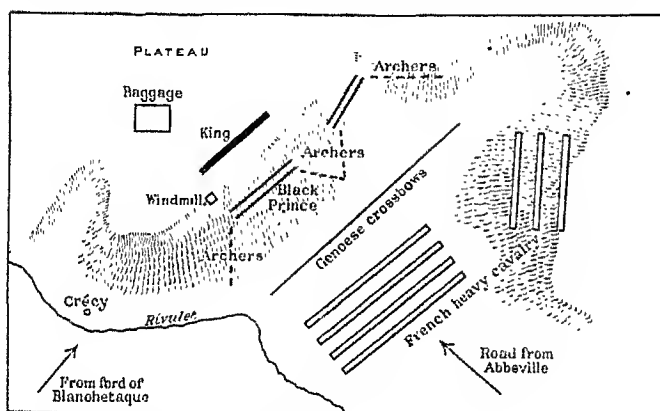 PLATEAU
Baggage
King
Archers
Archers
Windmill
Black
Prince
Archers
Genoese crossbows
French heavy cavalry
Crécy
Rivulet
From ford of
Blanchetaque
Road from
Abbeville